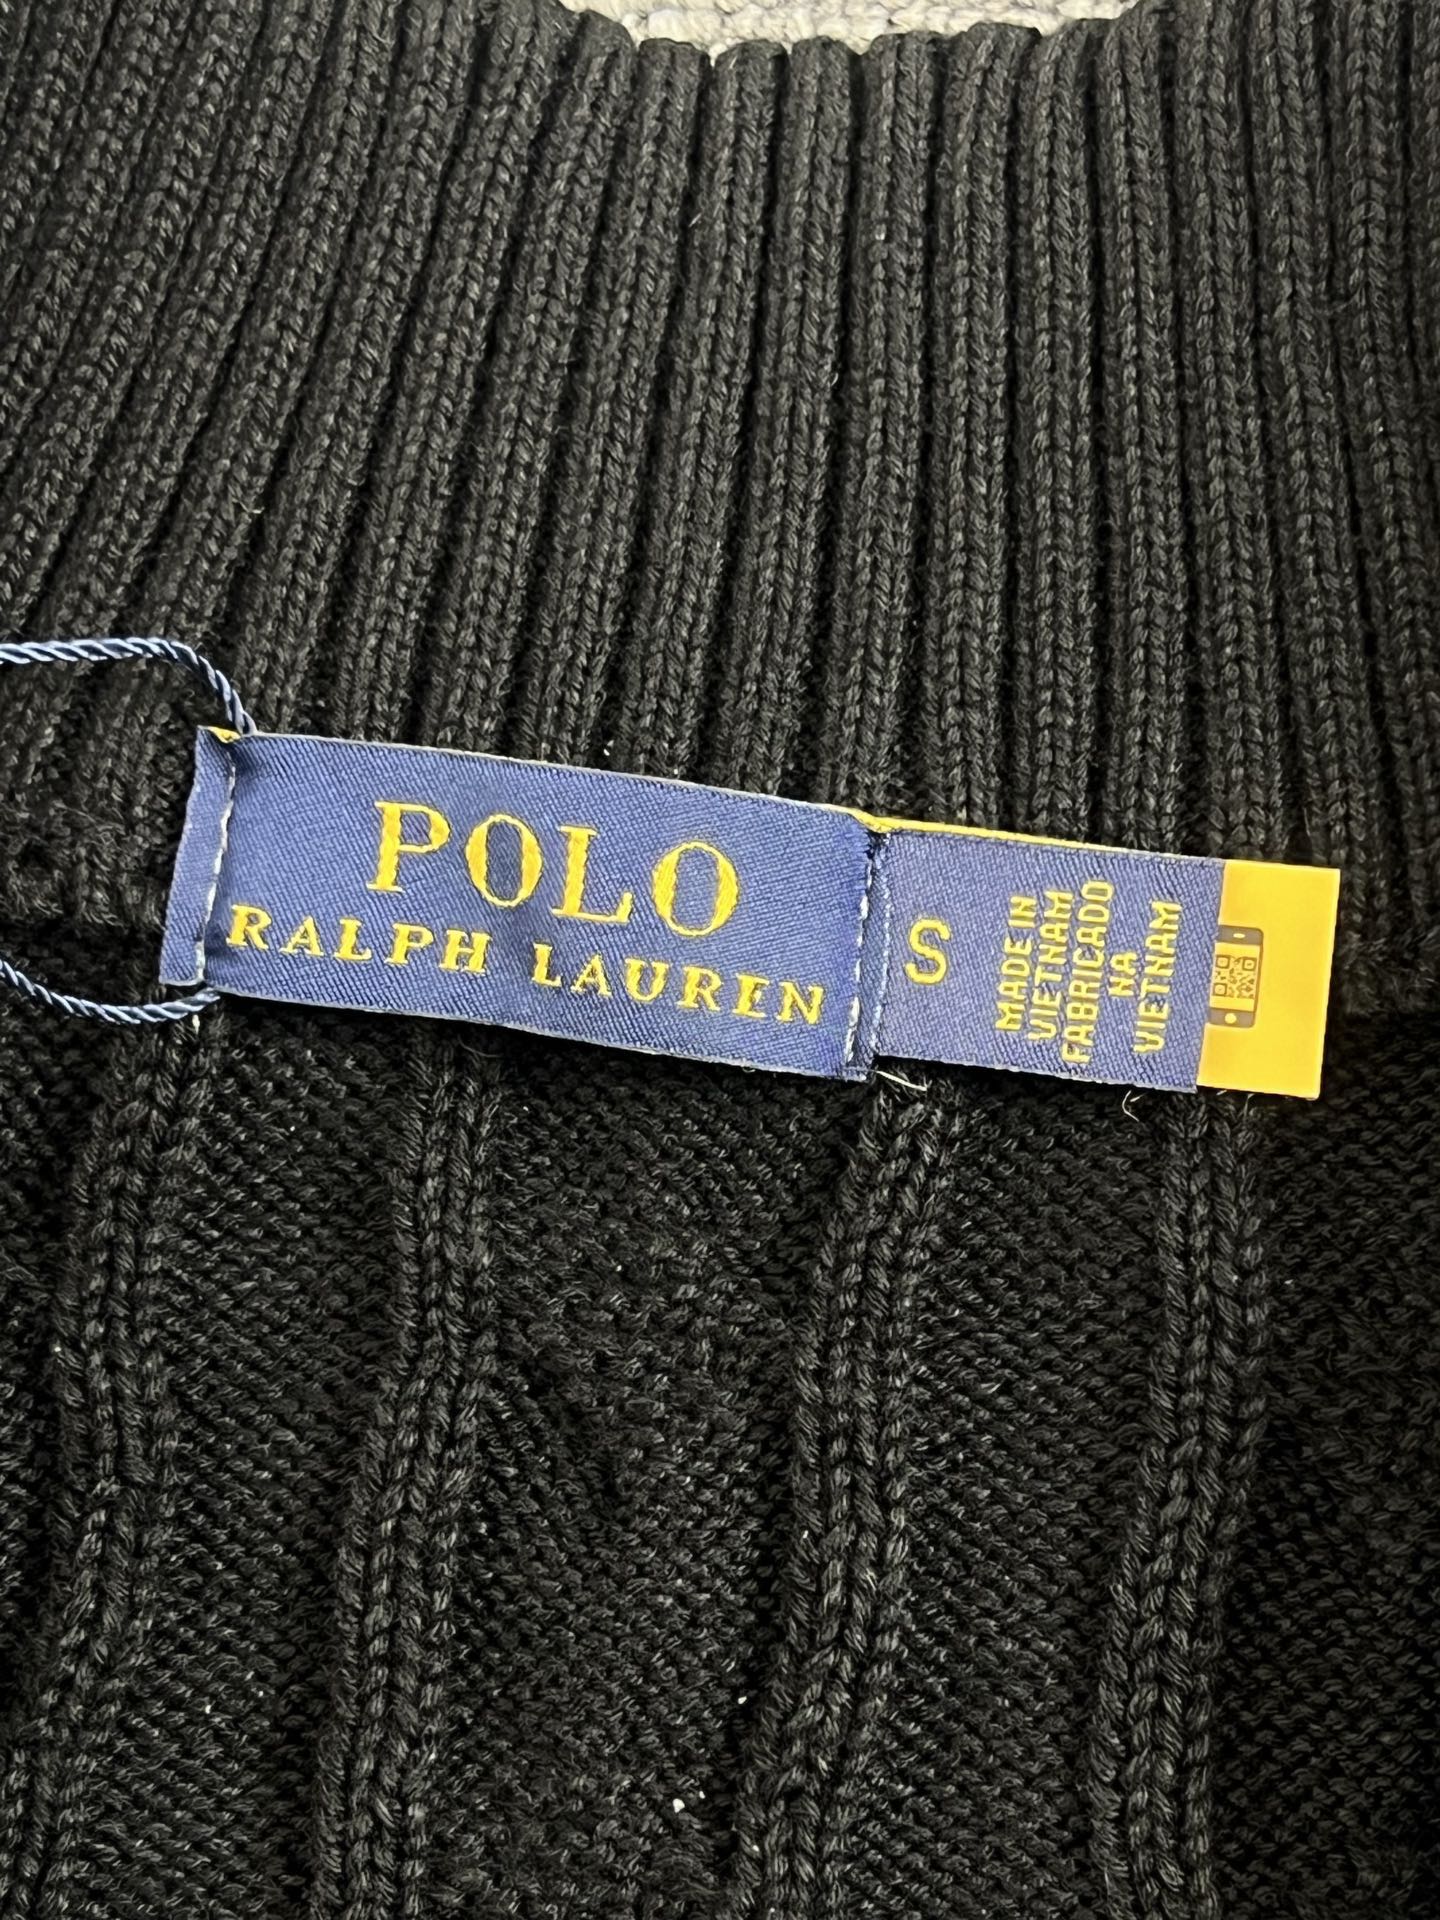 POLO
RALPH LAUREN
S
MADE IN
VIETNAM
FABRICADO
NA
VIETNAM